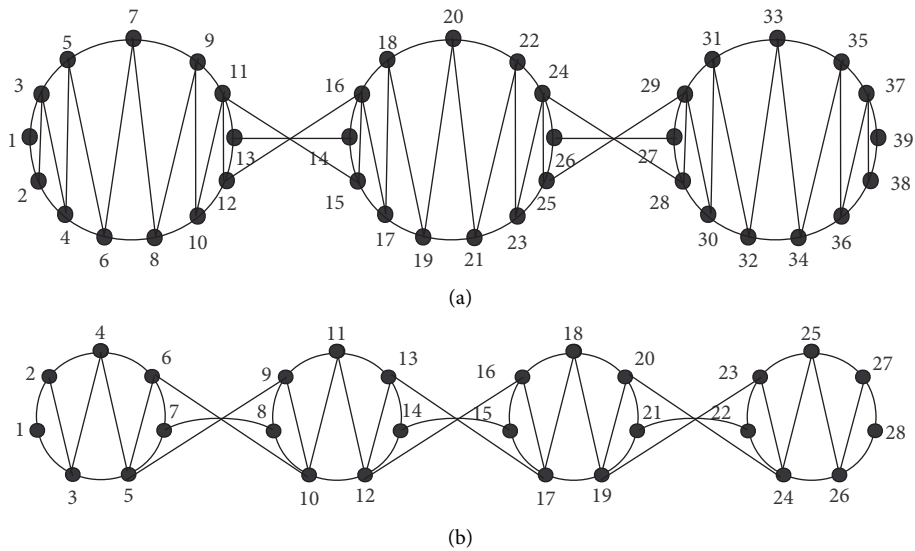 7 20 33
5 9 18 22 31 35
3 11 16 24 29 37
1 13 14 26 27 39
2 12 15 25 28 38
4 10 17 23 30 36
6 8 19 21 32 34
(a)
4 11 18 25
2 6 9 13 16 20 23 27
1 7 8 14 15 21 22 28
3 5 10 12 17 19 24 26
(b)